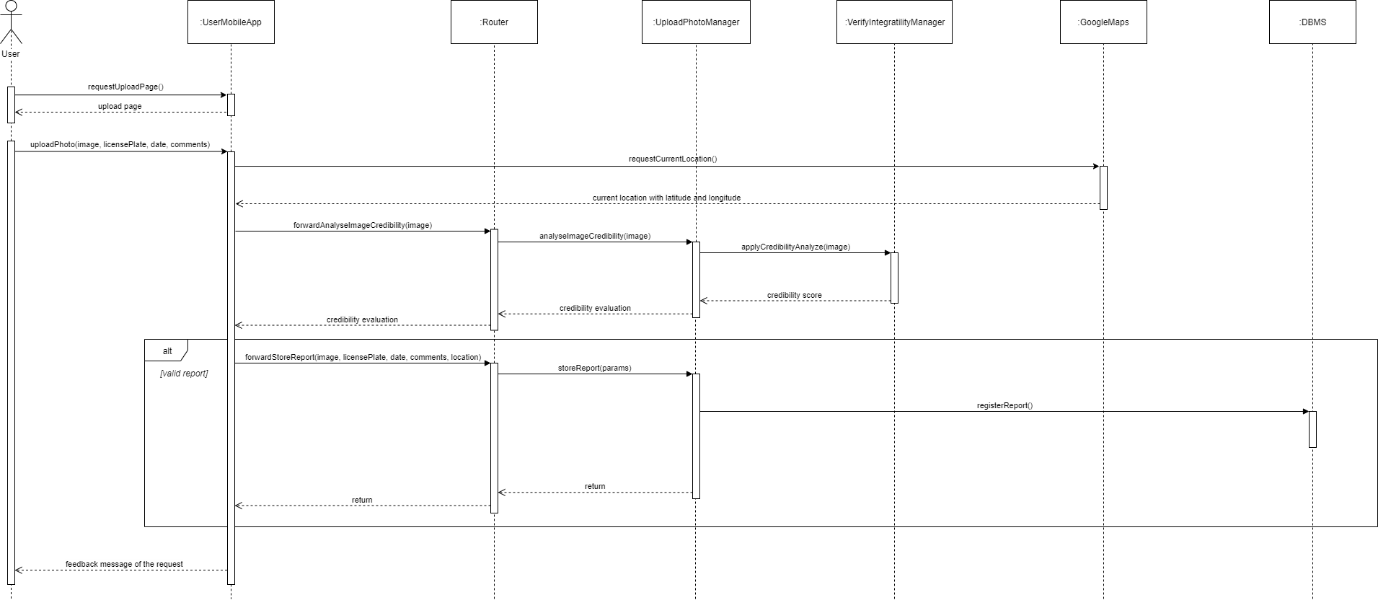 User
:UserMobileApp
:Router
:UploadPhotoManager
:VerifyIntegratilityManager
:GoogleMaps
:DBMS
requestUploadPage()
upload page
uploadPhoto(image, licensePlate, date, comments)
requestCurrentLocation()
current location with latitude and longitude
forwardAnalyseImageCredibility(image)
analyseImageCredibility(image)
applyCredibilityAnalyze(image)
credibility score
credibility evaluation
credibility evaluation
alt
[valid report]
forwardStoreReport(image, licensePlate, date, comments, location)
storeReport(params)
registerReport()
return
return
feedback message of the request